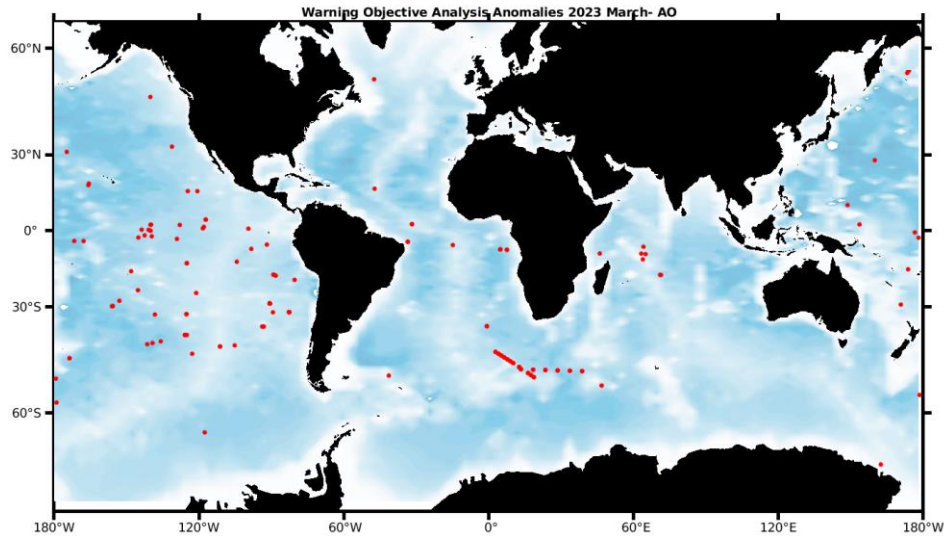 Warning Objective Analysis Anomalies 2023 March- AO
60°N
30°N
0°
30°S
60°S
180°W 120°W 60°W 0° 60°E 120°E 180°W